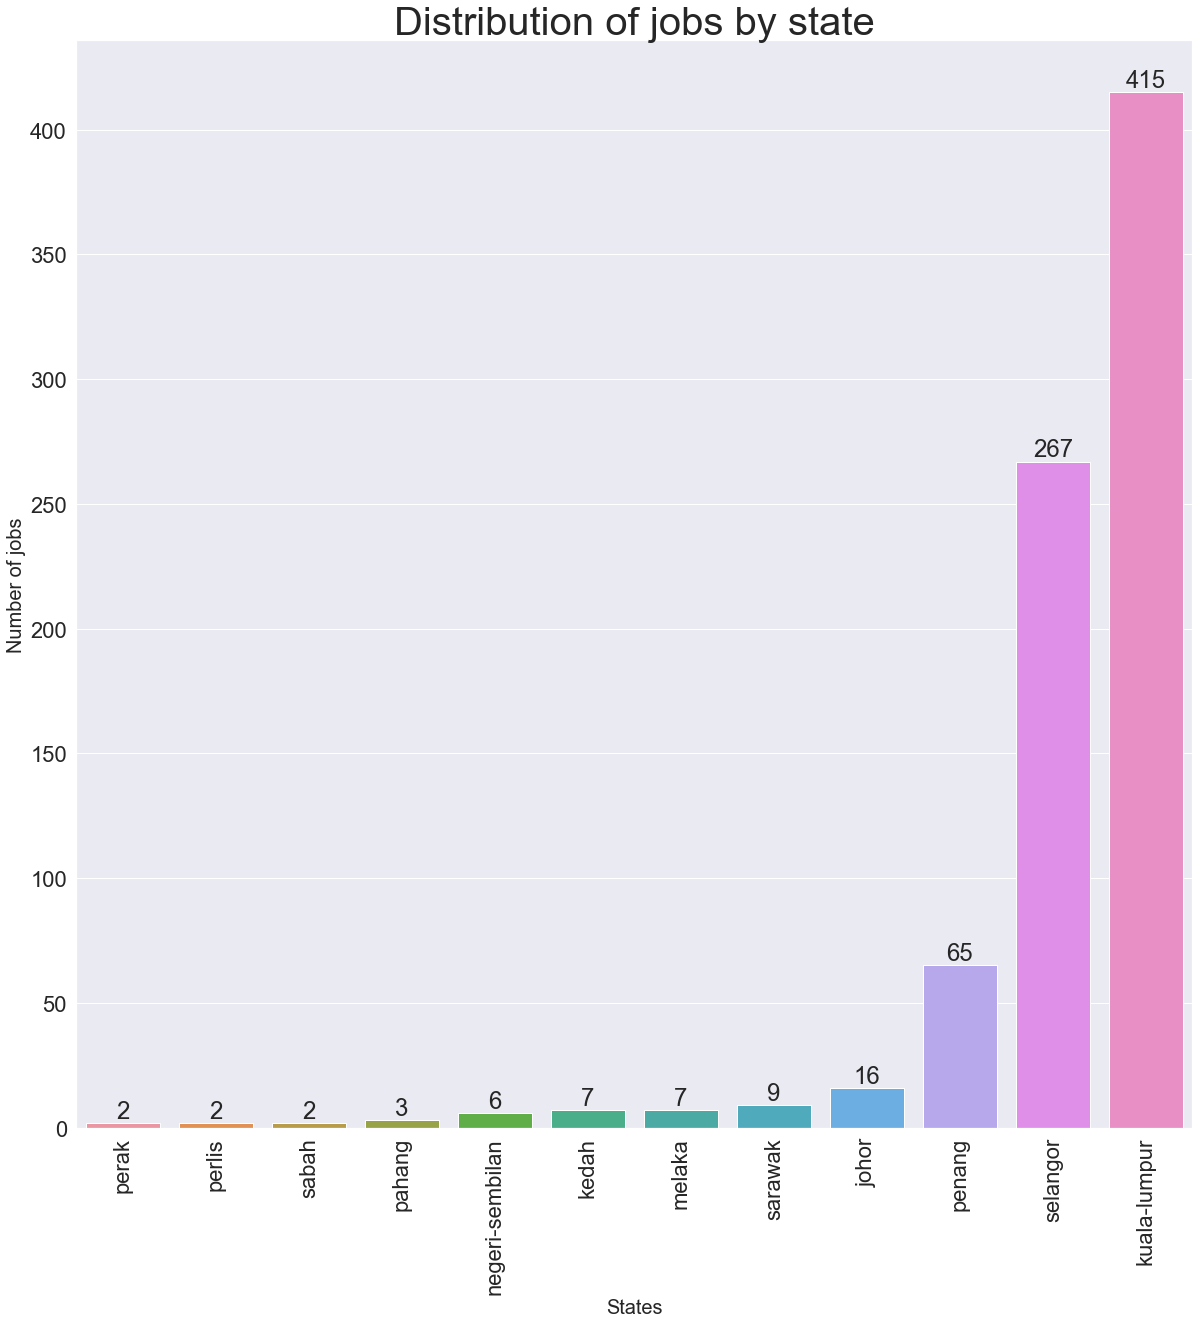 Distribution of jobs by state
Number of jobs
400
350
300
250
200
150
100
50
0
2
2
2
3
6
7
7
9
16
65
267
415
perak
perlis
sabah
pahang
negeri-sembilan
kedah
melaka
sarawak
johor
penang
selangor
kuala-lumpur
States